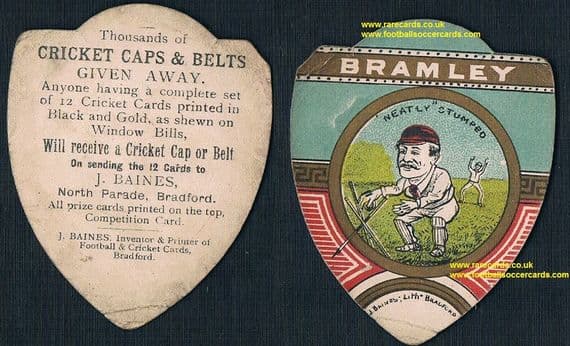 Thousands of
CRICKET CAPS & BELTS
GIVEN AWAY.
Anyone having a complete set
of 12 Cricket Cards printed in
Black and Gold, as shewn on
Window Bills,
Will receive a Cricket Cap or Belt
On sending the 12 Cards to
J. BAINES,
North Parade, Bradford.
All prize cards printed on the top,
Competition Card.
J. BAINES, Inventor & Printer of
Football & Cricket Cards,
Bradford.
www.rarecards.co.uk
www.footballsoccercards.com
BRAMLEY
"NEATLY" STUMPED
www.rarecards.co.uk
www.footballsoccercards.com
J. BAINES, LITHR BRADFORD